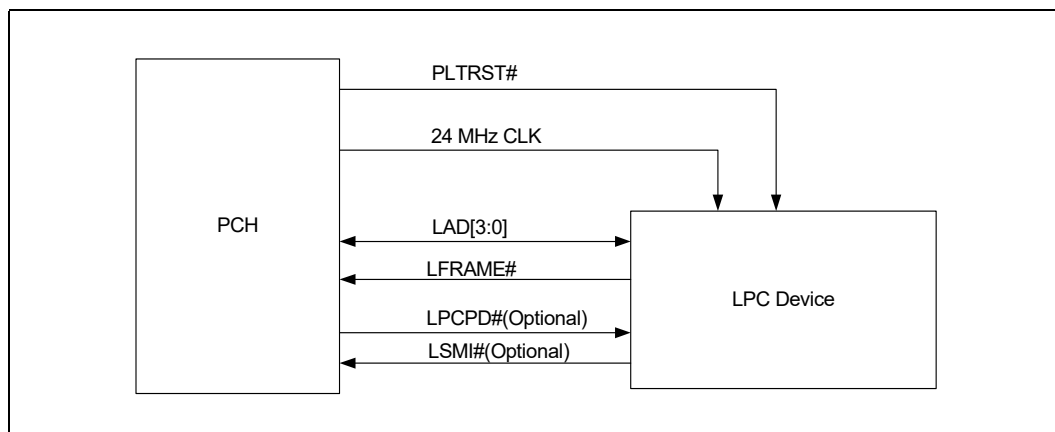 PLTRST#
24 MHz CLK
PCH
LAD[3:0]
LFRAME#
LPC Device
LPCPD#(Optional)
LSMI#(Optional)